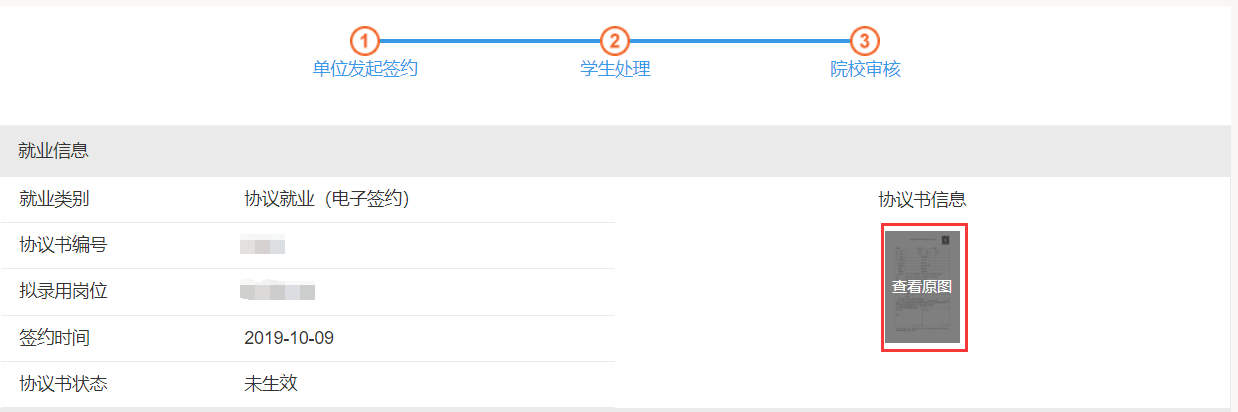 1 2 3
单位发起签约 学生处理 院校审核
就业信息
就业类别 协议就业（电子签约）
协议书信息
协议书编号
查看原图
拟录用岗位
签约时间 2019-10-09
协议书状态 未生效